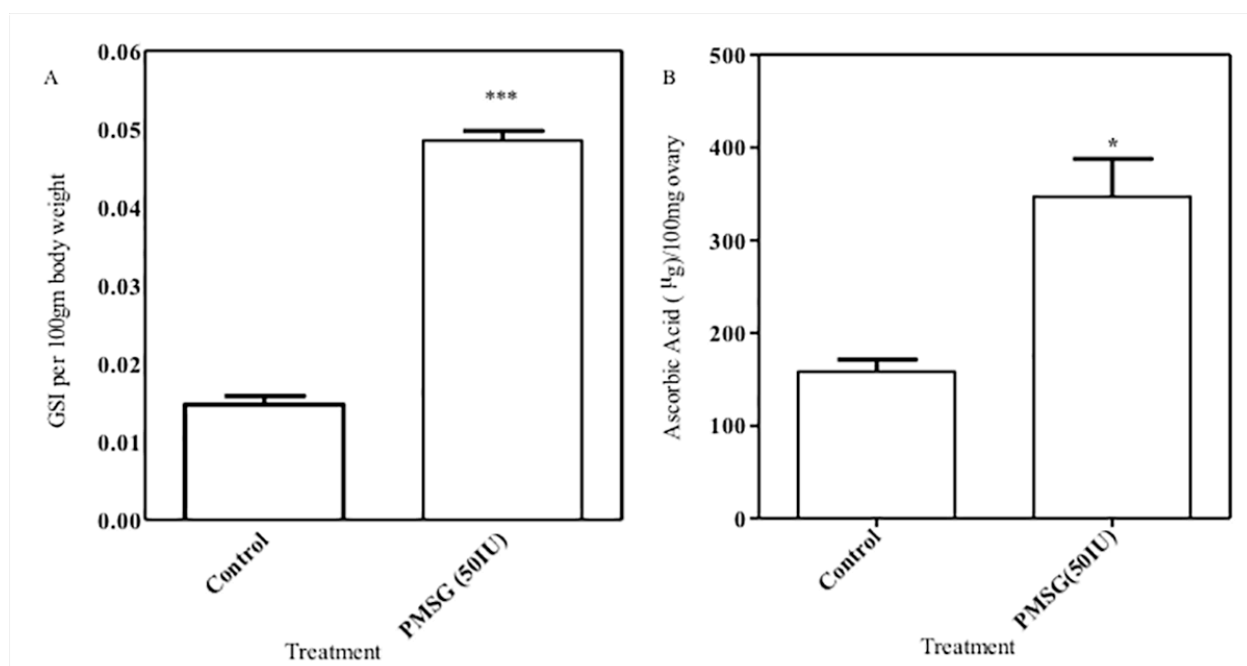 A
GSI per 100gm body weight
0.06
0.05
0.04
0.03
0.02
0.01
0.00
***
Control
PMSG (50IU)
Treatment
B
Ascorbic Acid ( µg)/100mg ovary
500
400
300
200
100
0
*
Control
PMSG(50IU)
Treatment